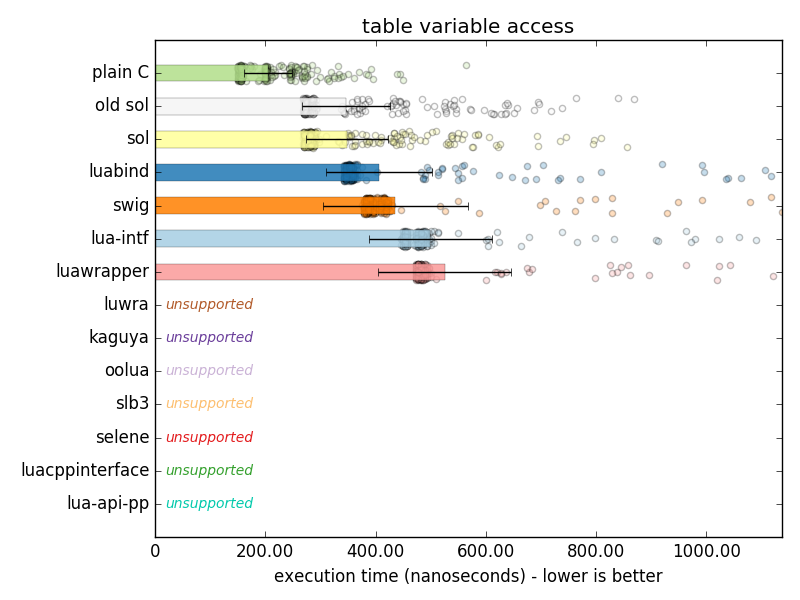 table variable access
plain C
old sol
sol
luabind
swig
lua-intf
luawrapper
luwra unsupported
kaguya unsupported
oolua unsupported
slb3 unsupported
selene unsupported
luacppinterface unsupported
lua-api-pp unsupported
0 200.00 400.00 600.00 800.00 1000.00
execution time (nanoseconds) - lower is better